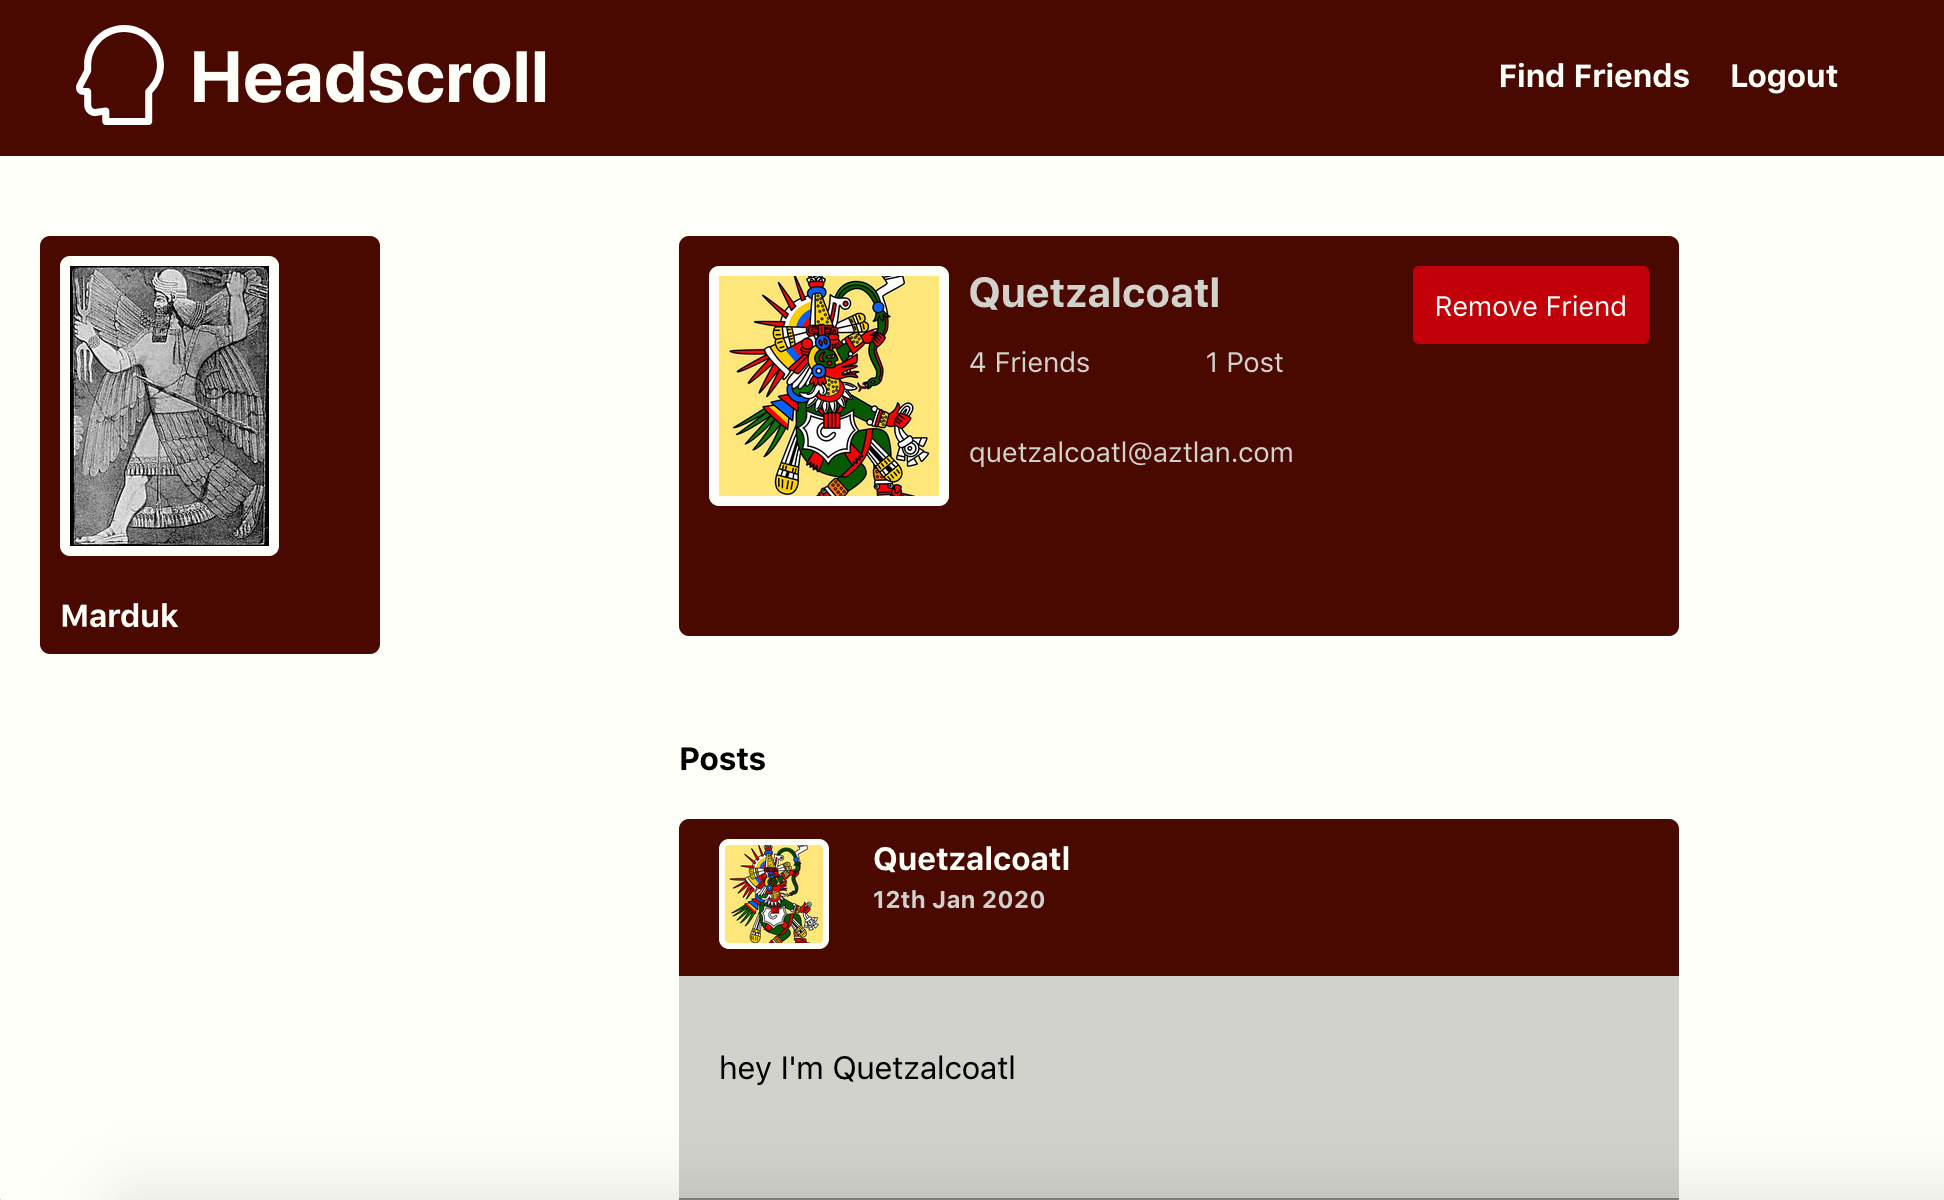 Headscroll
Find Friends
Logout
Marduk
Quetzalcoatl
4 Friends
1 Post
quetzalcoatl@aztlan.com
Remove Friend
Posts
Quetzalcoatl
12th Jan 2020
hey I'm Quetzalcoatl